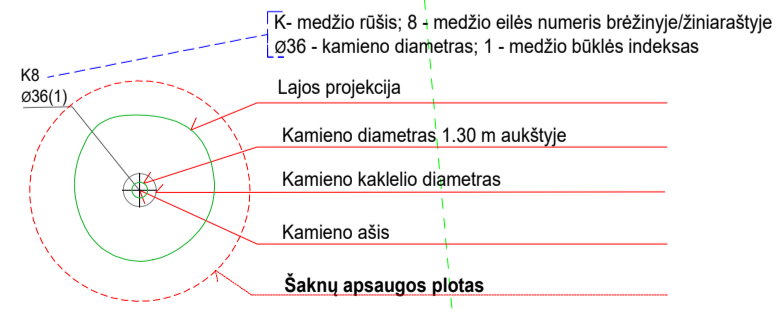 K- medžio rūšis; 8 - medžio eilės numeris brėžinyje/žiniaraštyje
Ø36 - kamieno diametras; 1 - medžio būklės indeksas
K8
Ø36(1)
Lajos projekcija
Kamieno diametras 1.30 m aukštyje
Kamieno kaklelio diametras
Kamieno ašis
Šaknų apsaugos plotas